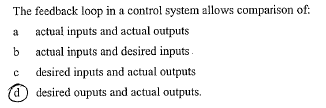 The feedback loop in a control system allows comparison of:
a actual inputs and actual outputs
b actual inputs and desired inputs.
c desired inputs and actual outputs
d desired ouputs and actual outputs.